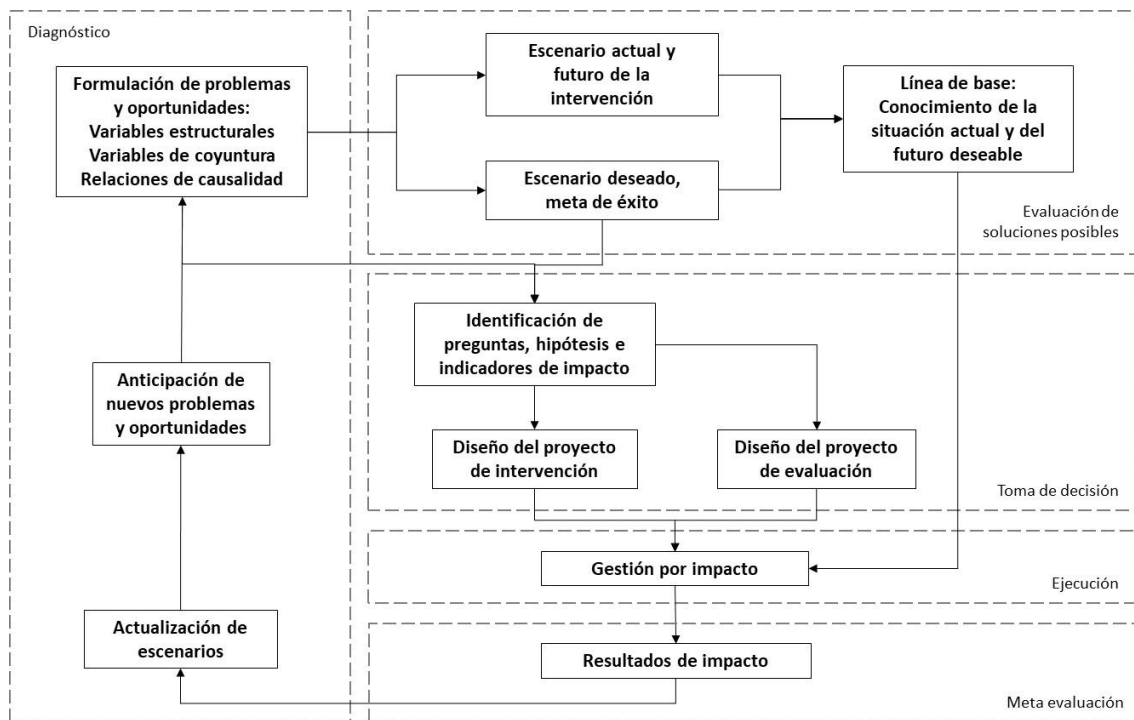 Diagnóstico
Formulación de problemas
y oportunidades:
Variables estructurales
Variables de coyuntura
Relaciones de causalidad
Escenario actual y
futuro de la
intervención
Escenario deseado,
meta de éxito
Línea de base:
Conocimiento de la
situación actual y del
futuro deseable
Evaluación de
soluciones posibles
Identificación de
preguntas, hipótesis e
indicadores de impacto
Anticipación de
nuevos problemas
y oportunidades
Diseño del proyecto
de intervención
Diseño del proyecto
de evaluación
Toma de decisión
Gestión por impacto
Ejecución
Actualización de
escenarios
Resultados de impacto
Meta evaluación